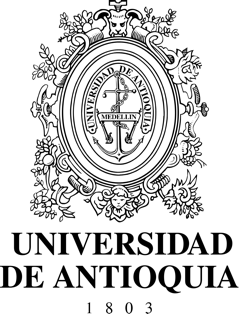 UNIVERSIDAD DE ANTIOQUIA
MEDELLIN
UNIVERSIDAD
DE ANTIOQUIA
1803